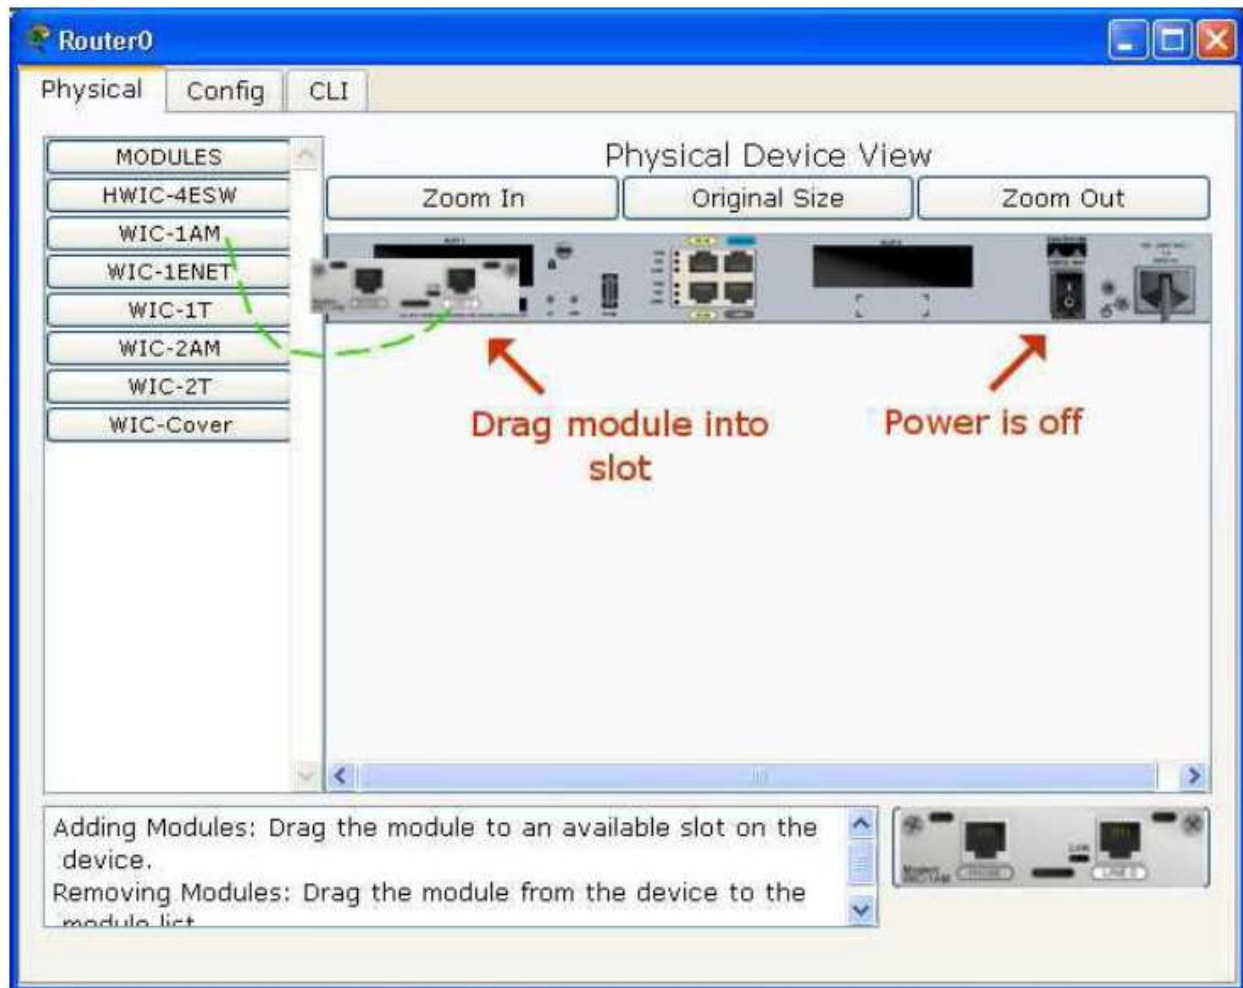 Router0
Physical
Config
CLI
MODULES
HWIC-4ESW
WIC-1AM
WIC-1ENET
WIC-1T
WIC-2AM
WIC-2T
WIC-Cover
Physical Device View
Zoom In
Original Size
Zoom Out
Drag module into
slot
Power is off
Adding Modules: Drag the module to an available slot on the
device.
Removing Modules: Drag the module from the device to the
module list